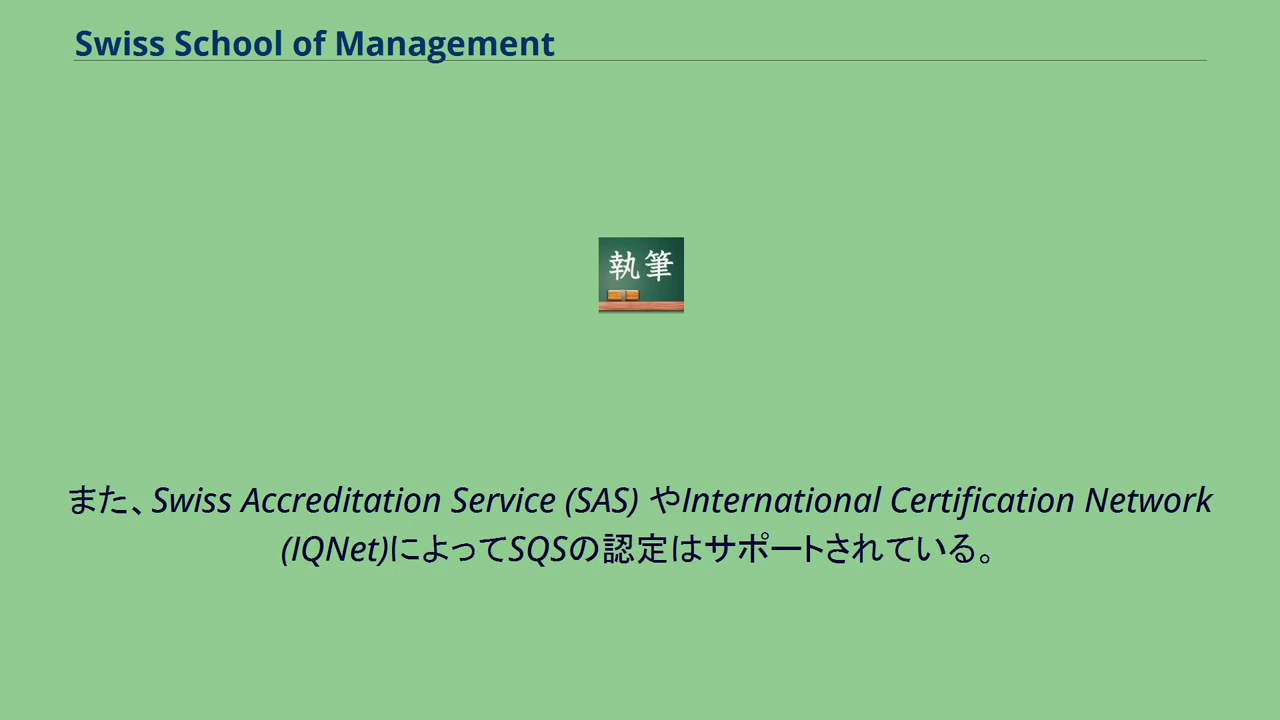 Swiss School of Management
執筆
また、Swiss Accreditation Service (SAS) やInternational Certification Network
(IQNet)によってSQSの認定はサポートされている。